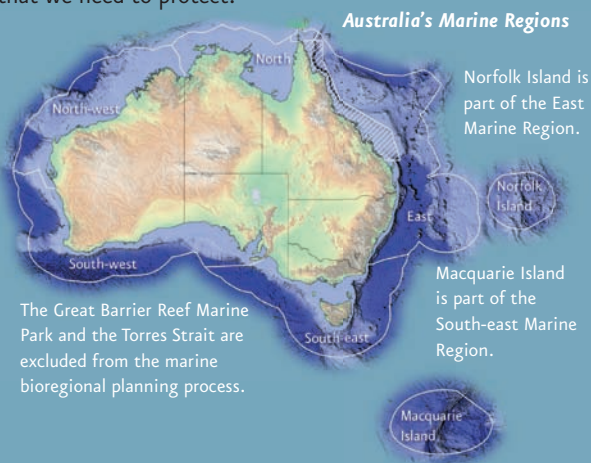 that we need to protect.
Australia's Marine Regions
North
Norfolk Island is
part of the East
Marine Region.
North-west
Norfolk
Island
East
South-west
Macquarie Island
is part of the
South-east Marine
Region.
The Great Barrier Reef Marine
Park and the Torres Strait are
excluded from the marine
bioregional planning process.
South-east
Macquarie
Island